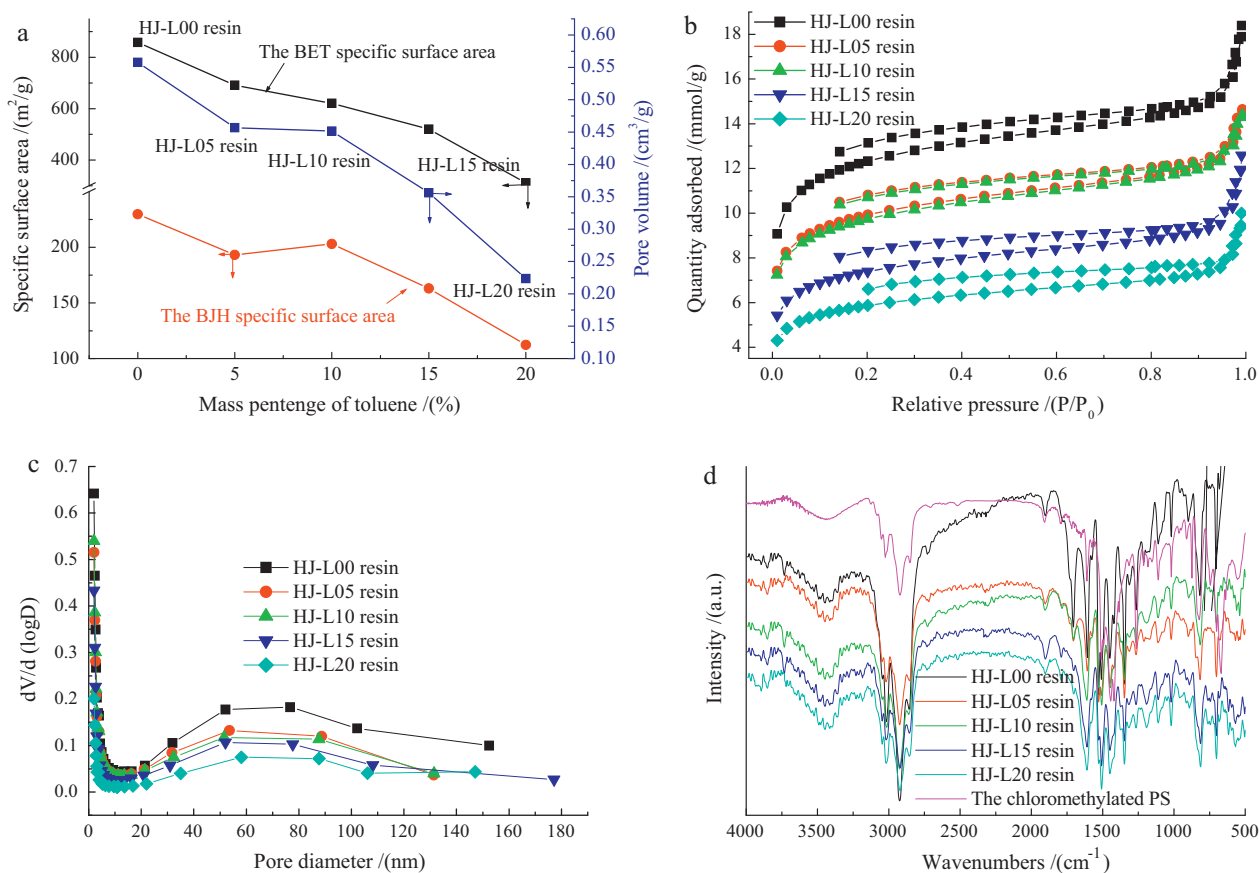 a
HJ-L00 resin
The BET specific surface area
HJ-L05 resin
HJ-L10 resin
HJ-L15 resin
HJ-L20 resin
The BJH specific surface area
Specific surface area /(m²/g)
800
600
400
200
150
100
Pore volume /(cm³/g)
0.60
0.55
0.50
0.45
0.40
0.35
0.30
0.25
0.20
0.15
0.10
0
5
10
15
20
Mass pentenge of toluene /(%)
b
HJ-L00 resin
HJ-L05 resin
HJ-L10 resin
HJ-L15 resin
HJ-L20 resin
Quantity adsorbed /(mmol/g)
18
16
14
12
10
8
6
4
0.0
0.2
0.4
0.6
0.8
1.0
Relative pressure /(P/P₀)
c
HJ-L00 resin
HJ-L05 resin
HJ-L10 resin
HJ-L15 resin
HJ-L20 resin
dV/d (logD)
0.7
0.6
0.5
0.4
0.3
0.2
0.1
0.0
0
20
40
60
80
100
120
140
160
180
Pore diameter /(nm)
d
HJ-L00 resin
HJ-L05 resin
HJ-L10 resin
HJ-L15 resin
HJ-L20 resin
The chloromethylated PS
Intensity /(a.u.)
4000
3500
3000
2500
2000
1500
1000
500
Wavenumbers /(cm⁻¹)